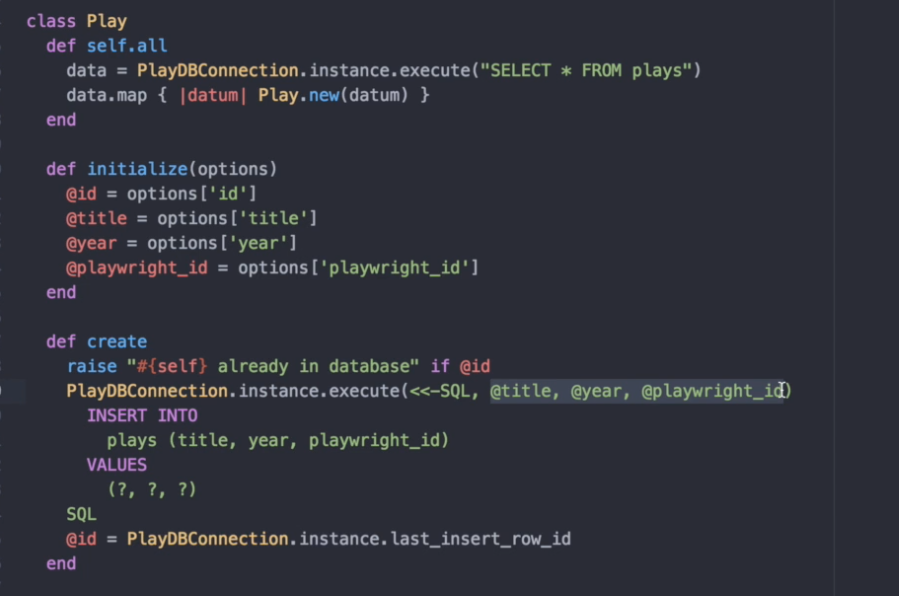 class Play
  def self.all
    data = PlayDBConnection.instance.execute("SELECT * FROM plays")
    data.map { |datum| Play.new(datum) }
  end

  def initialize(options)
    @id = options['id']
    @title = options['title']
    @year = options['year']
    @playwright_id = options['playwright_id']
  end

  def create
    raise "#{self} already in database" if @id
    PlayDBConnection.instance.execute(<<-SQL, @title, @year, @playwright_id)
      INSERT INTO
        plays (title, year, playwright_id)
      VALUES
        (?, ?, ?)
    SQL
    @id = PlayDBConnection.instance.last_insert_row_id
  end